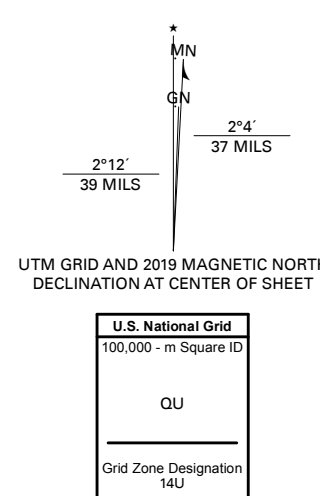 ★
MN
GN
2°4´
37 MILS
2°12´
39 MILS
UTM GRID AND 2019 MAGNETIC NORTH
DECLINATION AT CENTER OF SHEET
U.S. National Grid
100,000 - m Square ID
QU
Grid Zone Designation
14U